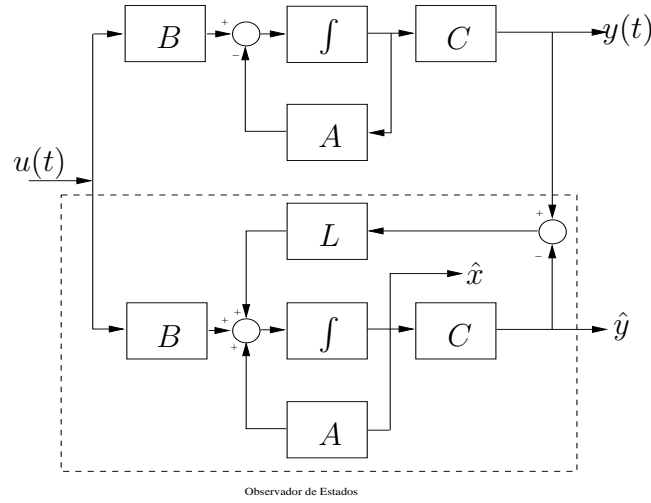 B
+
−
∫
C
y(t)
A
u(t)
+
−
L
x̂
+
+
+
B
∫
C
ŷ
A
Observador de Estados